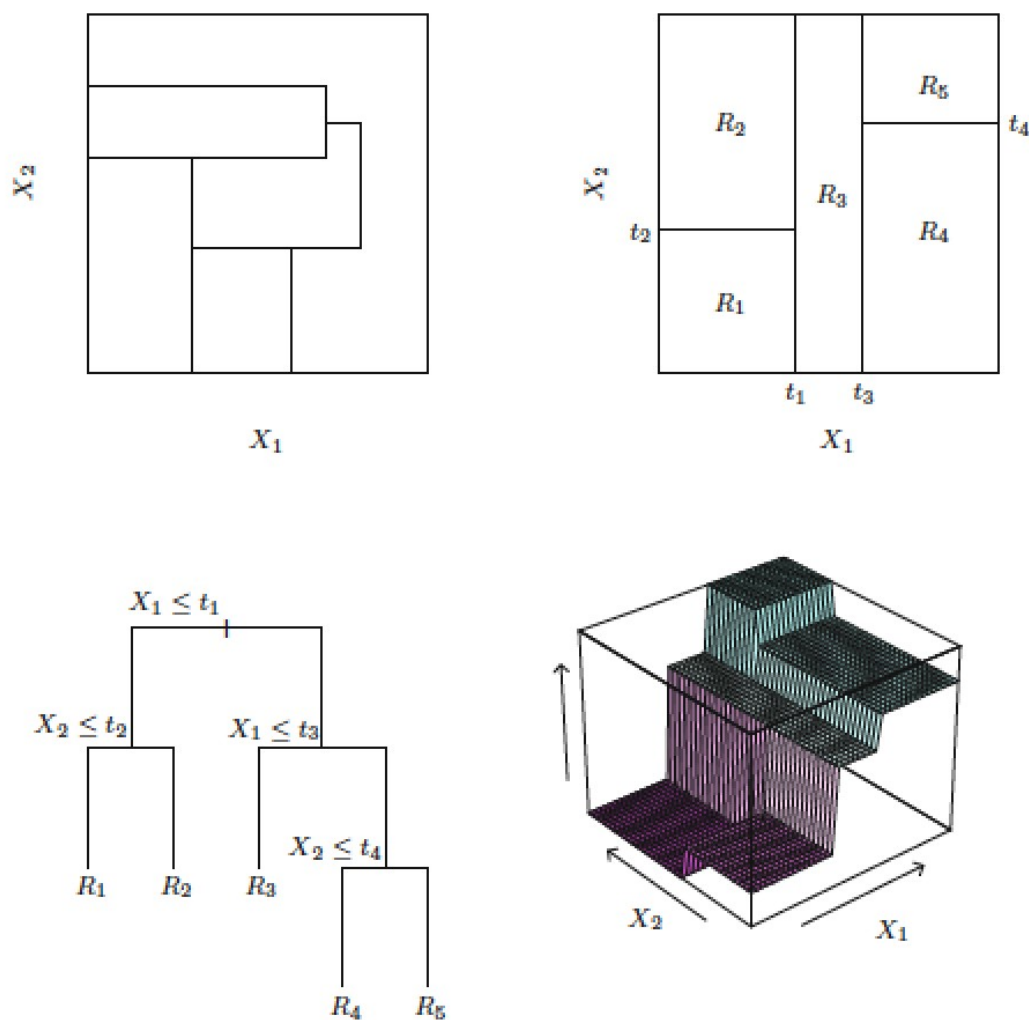 X₂
X₁
R₂
R₅
t₄
X₂
R₃
t₂
R₄
R₁
t₁
t₃
X₁
X₁ ≤ t₁
X₂ ≤ t₂
X₁ ≤ t₃
X₂ ≤ t₄
R₁
R₂
R₃
R₄
R₅
X₂
X₁